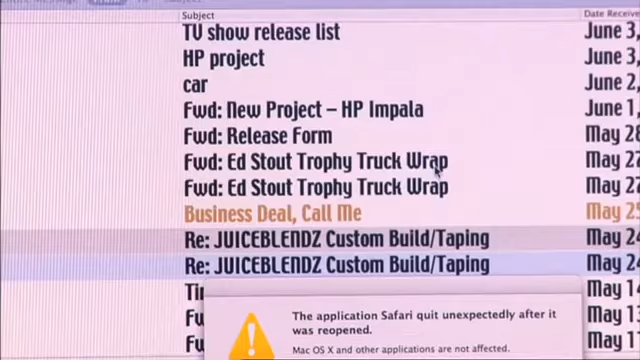 Subject Date Receive
TV show release list June 3,
HP project June 3,
car June 2,
Fwd: New Project – HP Impala June 1,
Fwd: Release Form May 28
Fwd: Ed Stout Trophy Truck Wrap May 27
Fwd: Ed Stout Trophy Truck Wrap May 27
Business Deal, Call Me May 25
Re: JUICEBLENDZ Custom Build/Taping May 24
Re: JUICEBLENDZ Custom Build/Taping May 24
Ti May 14
Fw May 13
Fw May 1
The application Safari quit unexpectedly after it
was reopened.
Mac OS X and other applications are not affected.